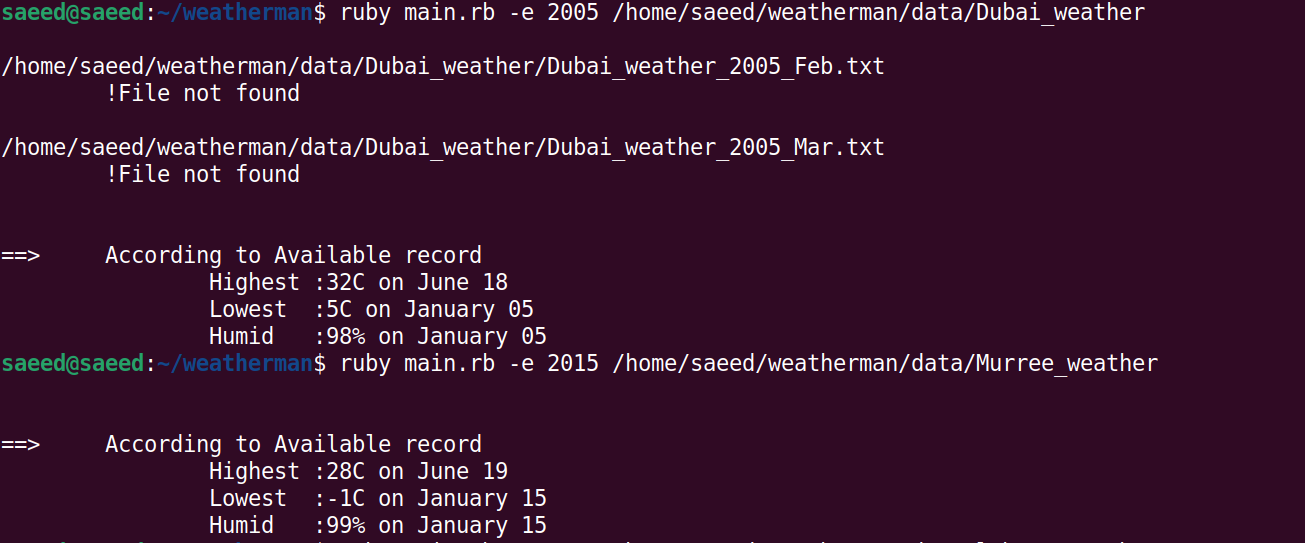 saeed@saeed:~/weatherman$ ruby main.rb -e 2005 /home/saeed/weatherman/data/Dubai_weather
/home/saeed/weatherman/data/Dubai_weather/Dubai_weather_2005_Feb.txt
!File not found
/home/saeed/weatherman/data/Dubai_weather/Dubai_weather_2005_Mar.txt
!File not found
==> According to Available record
Highest :32C on June 18
Lowest :5C on January 05
Humid :98% on January 05
saeed@saeed:~/weatherman$ ruby main.rb -e 2015 /home/saeed/weatherman/data/Murree_weather
==> According to Available record
Highest :28C on June 19
Lowest :-1C on January 15
Humid :99% on January 15